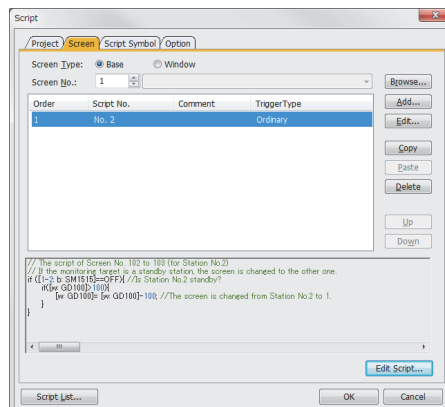 Script
Project Screen Script Symbol Option
Screen Type: Base Window
Screen No.: 1 Browse...
Order Script No. Comment TriggerType Add...
1 No. 2 Ordinary Edit...
Copy
Paste
Delete
Up
Down
// The script of Screen No. 102 to 103 (for Station No.2)
// If the monitoring target is a standby station, the screen is changed to the other one.
if ([1-2: b: SM1515]==OFF){ //Is Station No.2 standby?
if([w: GD100]>100){
[w: GD100]= [w: GD100]-100; //The screen is changed from Station No.2 to 1.
}
}
Edit Script...
Script List... OK Cancel